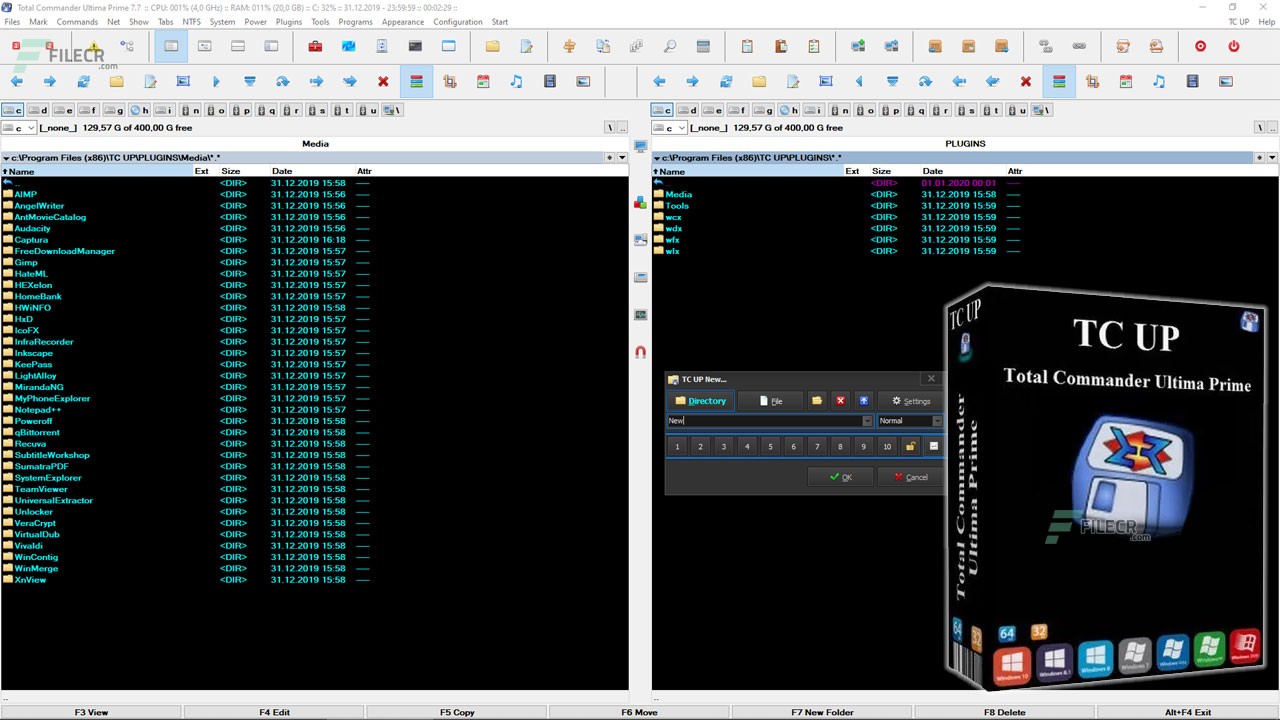 Total Commander Ultima Prime 7.7 :: CPU: 001% (4,0 GHz) :: RAM: 011% (20,0 GB) :: C: 32% :: 31.12.2019 - 23:59:59 :: 00:02:29 ::
Files Mark Commands Net Show Tabs NTFS System Power Plugins Tools Programs Appearance Configuration Start TC UP Help
FILECR
.com
c d e f g h i n o p q r s t u \
c d e f g h i n o p q r s t u \
c [_none_] 129,57 G of 400,00 G free \ ..
c [_none_] 129,57 G of 400,00 G free \ ..
Media
c:\Program Files (x86)\TC UP\PLUGINS\Media\*.*
Name Ext Size Date Attr
.. <DIR> 31.12.2019 15:58 ----
AIMP <DIR> 31.12.2019 15:56 ----
AngelWriter <DIR> 31.12.2019 15:56 ----
AntMovieCatalog <DIR> 31.12.2019 15:56 ----
Audacity <DIR> 31.12.2019 15:56 ----
Captura <DIR> 31.12.2019 16:18 ----
FreeDownloadManager <DIR> 31.12.2019 15:57 ----
Gimp <DIR> 31.12.2019 15:57 ----
HateML <DIR> 31.12.2019 15:57 ----
HEXelon <DIR> 31.12.2019 15:57 ----
HomeBank <DIR> 31.12.2019 15:57 ----
HWiNFO <DIR> 31.12.2019 15:58 ----
HxD <DIR> 31.12.2019 15:57 ----
IcoFX <DIR> 31.12.2019 15:57 ----
InfraRecorder <DIR> 31.12.2019 15:57 ----
Inkscape <DIR> 31.12.2019 15:57 ----
KeePass <DIR> 31.12.2019 15:57 ----
LightAlloy <DIR> 31.12.2019 15:57 ----
MirandaNG <DIR> 31.12.2019 15:57 ----
MyPhoneExplorer <DIR> 31.12.2019 15:57 ----
Notepad++ <DIR> 31.12.2019 15:57 ----
Poweroff <DIR> 31.12.2019 15:58 ----
qBittorrent <DIR> 31.12.2019 15:58 ----
Recuva <DIR> 31.12.2019 15:58 ----
SubtitleWorkshop <DIR> 31.12.2019 15:58 ----
SumatraPDF <DIR> 31.12.2019 15:58 ----
SystemExplorer <DIR> 31.12.2019 15:58 ----
TeamViewer <DIR> 31.12.2019 15:58 ----
UniversalExtractor <DIR> 31.12.2019 15:58 ----
Unlocker <DIR> 31.12.2019 15:58 ----
VeraCrypt <DIR> 31.12.2019 15:58 ----
VirtualDub <DIR> 31.12.2019 15:58 ----
Vivaldi <DIR> 31.12.2019 15:58 ----
WinContig <DIR> 31.12.2019 15:58 ----
WinMerge <DIR> 31.12.2019 15:58 ----
XnView <DIR> 31.12.2019 15:58 ----
PLUGINS
c:\Program Files (x86)\TC UP\PLUGINS\*.*
Name Ext Size Date Attr
.. <DIR> 01.01.2020 00:01 ----
Media <DIR> 31.12.2019 15:58 ----
Tools <DIR> 31.12.2019 15:59 ----
wcx <DIR> 31.12.2019 15:59 ----
wdx <DIR> 31.12.2019 15:59 ----
wfx <DIR> 31.12.2019 15:59 ----
wlx <DIR> 31.12.2019 15:59 ----
TC UP New...
Directory File Settings
New Normal
1 2 3 4 5 6 7 8 9 10
OK Cancel
TC UP
TC UP
Total Commander Ultima Prime
Total Commander
Ultima Prime
FILECR
.com
64 32 64 32
Windows 10 Windows 8.1 Windows 8 Windows 7
F3 View F4 Edit F5 Copy F6 Move F7 New Folder F8 Delete Alt+F4 Exit